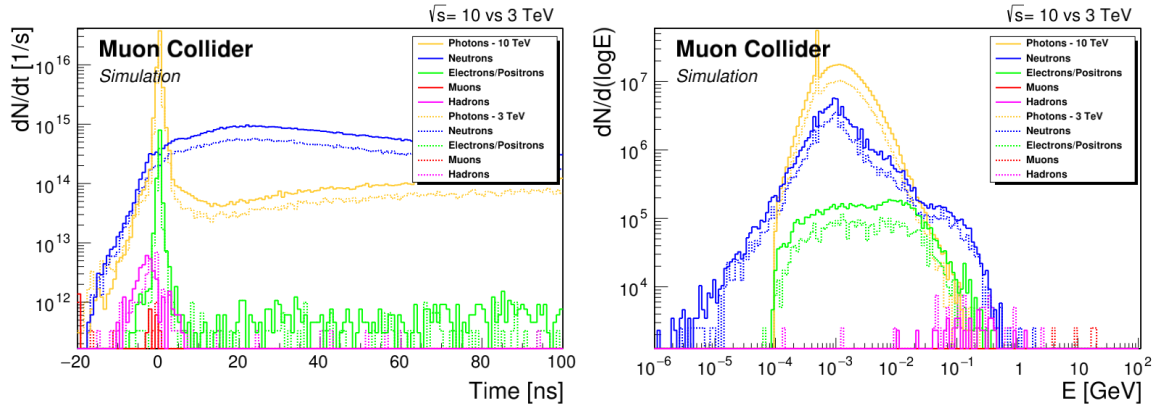 √s= 10 vs 3 TeV
Muon Collider
Simulation
Photons - 10 TeV
Neutrons
Electrons/Positrons
Muons
Hadrons
Photons - 3 TeV
Neutrons
Electrons/Positrons
Muons
Hadrons
dN/dt [1/s]
10¹⁶
10¹⁵
10¹⁴
10¹³
10¹²
−20 0 20 40 60 80 100
Time [ns]
√s= 10 vs 3 TeV
Muon Collider
Simulation
Photons - 10 TeV
Neutrons
Electrons/Positrons
Muons
Hadrons
Photons - 3 TeV
Neutrons
Electrons/Positrons
Muons
Hadrons
dN/d(logE)
10⁷
10⁶
10⁵
10⁴
10⁻⁶ 10⁻⁵ 10⁻⁴ 10⁻³ 10⁻² 10⁻¹ 1 10 10²
E [GeV]